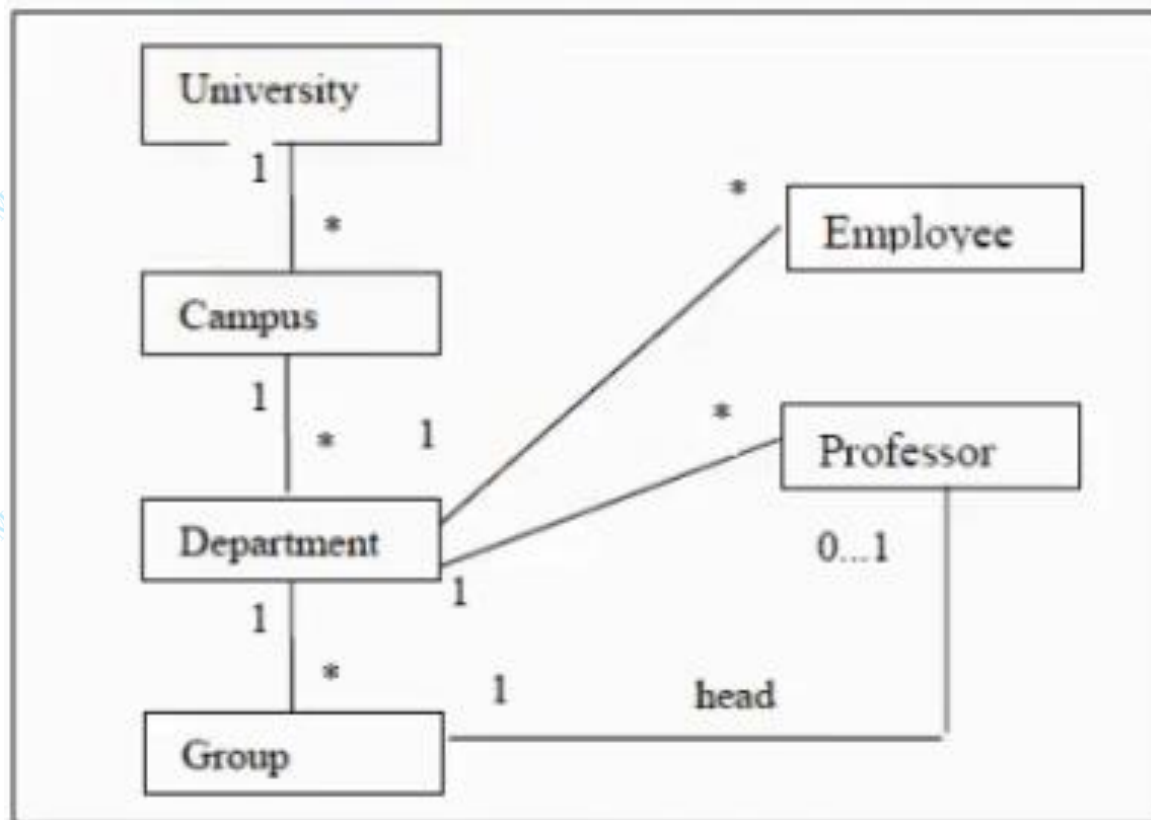 University
1
*
Employee
*
Campus
1
*
1
*
Professor
Department
0...1
1
1
*
1
head
Group